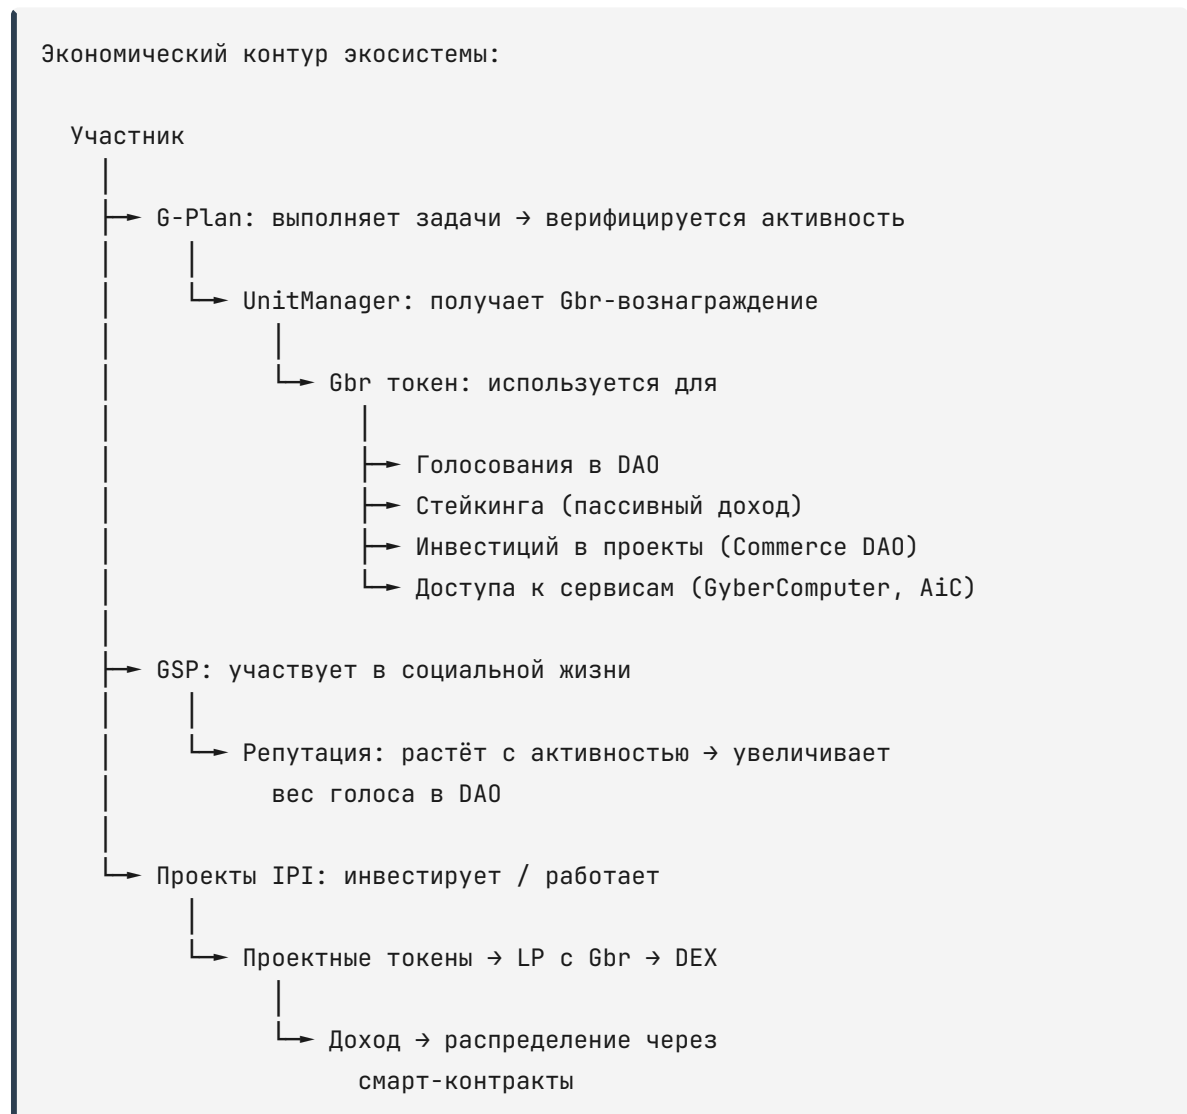 Экономический контур экосистемы:
Участник
G-Plan: выполняет задачи → верифицируется активность
UnitManager: получает Gbr-вознаграждение
Gbr токен: используется для
Голосования в DAO
Стейкинга (пассивный доход)
Инвестиций в проекты (Commerce DAO)
Доступа к сервисам (GyberComputer, AiC)
GSP: участвует в социальной жизни
Репутация: растёт с активностью → увеличивает
вес голоса в DAO
Проекты IPI: инвестирует / работает
Проектные токены → LP с Gbr → DEX
Доход → распределение через
смарт-контракты